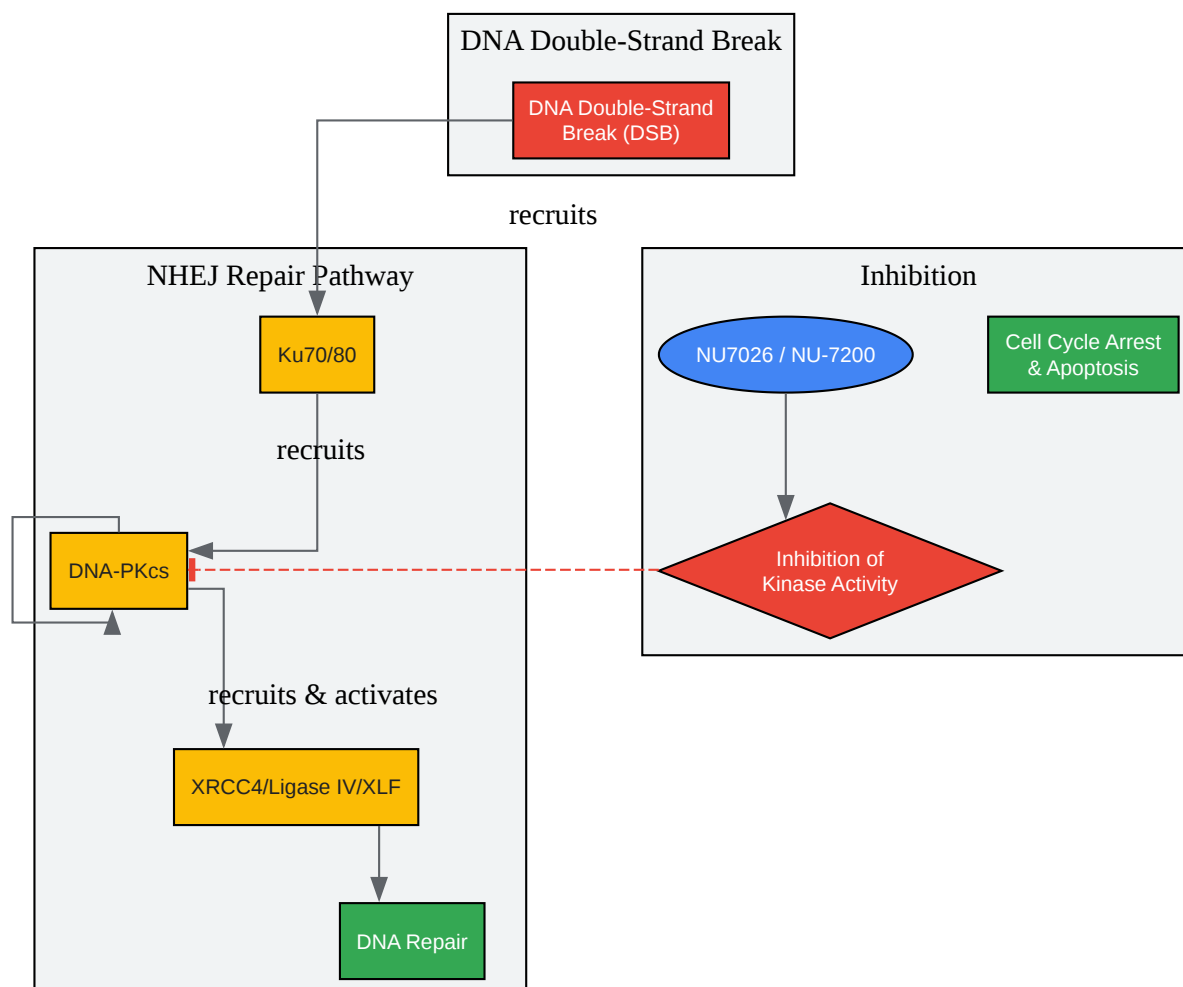 DNA Double-Strand Break
DNA Double-Strand
Break (DSB)
recruits
NHEJ Repair Pathway
Ku70/80
recruits
DNA-PKcs
recruits & activates
XRCC4/Ligase IV/XLF
DNA Repair
Inhibition
NU7026 / NU-7200
Cell Cycle Arrest
& Apoptosis
Inhibition of
Kinase Activity